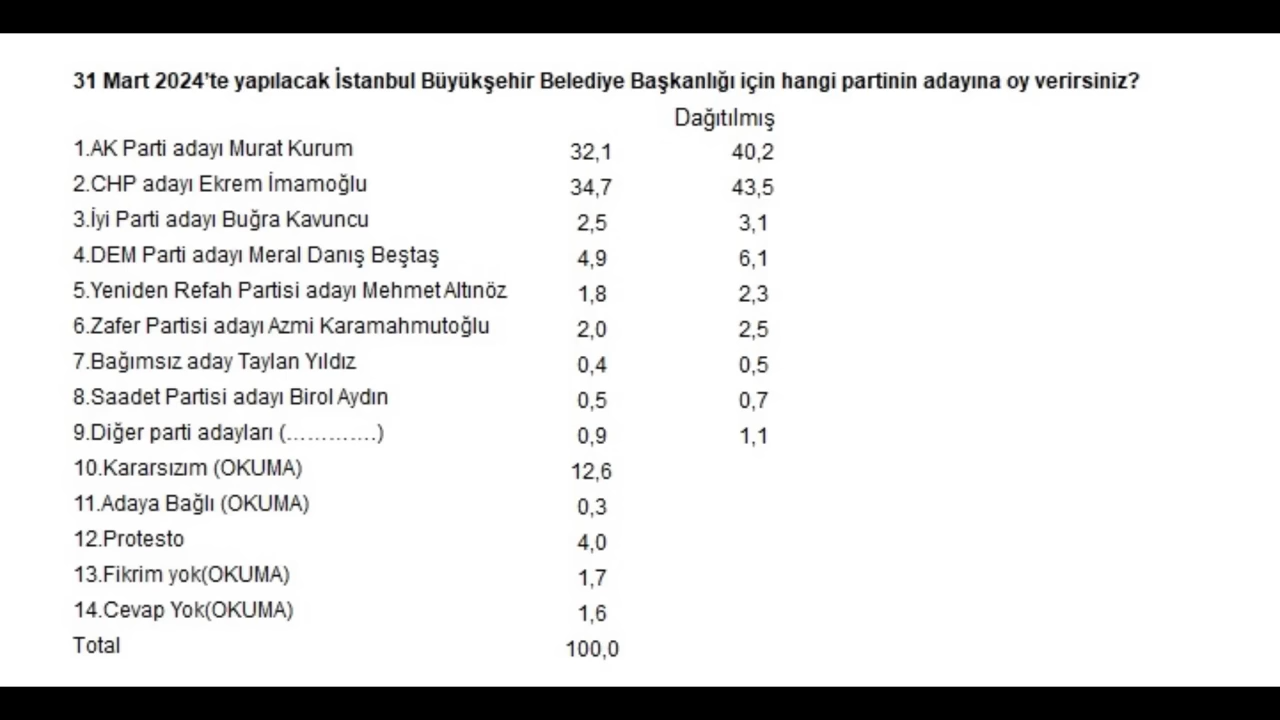 31 Mart 2024'te yapılacak İstanbul Büyükşehir Belediye Başkanlığı için hangi partinin adayına oy verirsiniz?
Dağıtılmış
1.AK Parti adayı Murat Kurum 32,1 40,2
2.CHP adayı Ekrem İmamoğlu 34,7 43,5
3.İyi Parti adayı Buğra Kavuncu 2,5 3,1
4.DEM Parti adayı Meral Danış Beştaş 4,9 6,1
5.Yeniden Refah Partisi adayı Mehmet Altınöz 1,8 2,3
6.Zafer Partisi adayı Azmi Karamahmutoğlu 2,0 2,5
7.Bağımsız aday Taylan Yıldız 0,4 0,5
8.Saadet Partisi adayı Birol Aydın 0,5 0,7
9.Diğer parti adayları (………….) 0,9 1,1
10.Kararsızım (OKUMA) 12,6
11.Adaya Bağlı (OKUMA) 0,3
12.Protesto 4,0
13.Fikrim yok(OKUMA) 1,7
14.Cevap Yok(OKUMA) 1,6
Total 100,0